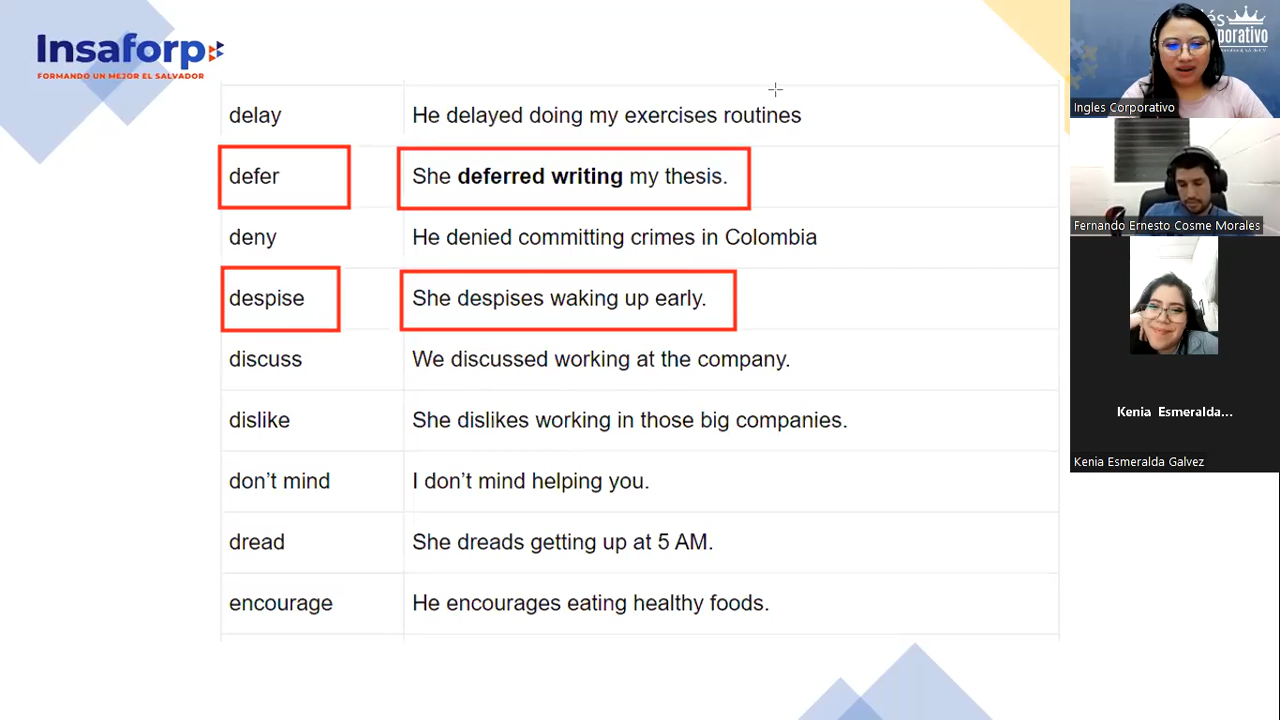 Insaforp
FORMANDO UN MEJOR EL SALVADOR
delay He delayed doing my exercises routines
defer She deferred writing my thesis.
deny He denied committing crimes in Colombia
despise She despises waking up early.
discuss We discussed working at the company.
dislike She dislikes working in those big companies.
don't mind I don't mind helping you.
dread She dreads getting up at 5 AM.
encourage He encourages eating healthy foods.
Ingles Corporativo
Fernando Ernesto Cosme Morales
Kenia Esmeralda...
Kenia Esmeralda Galvez